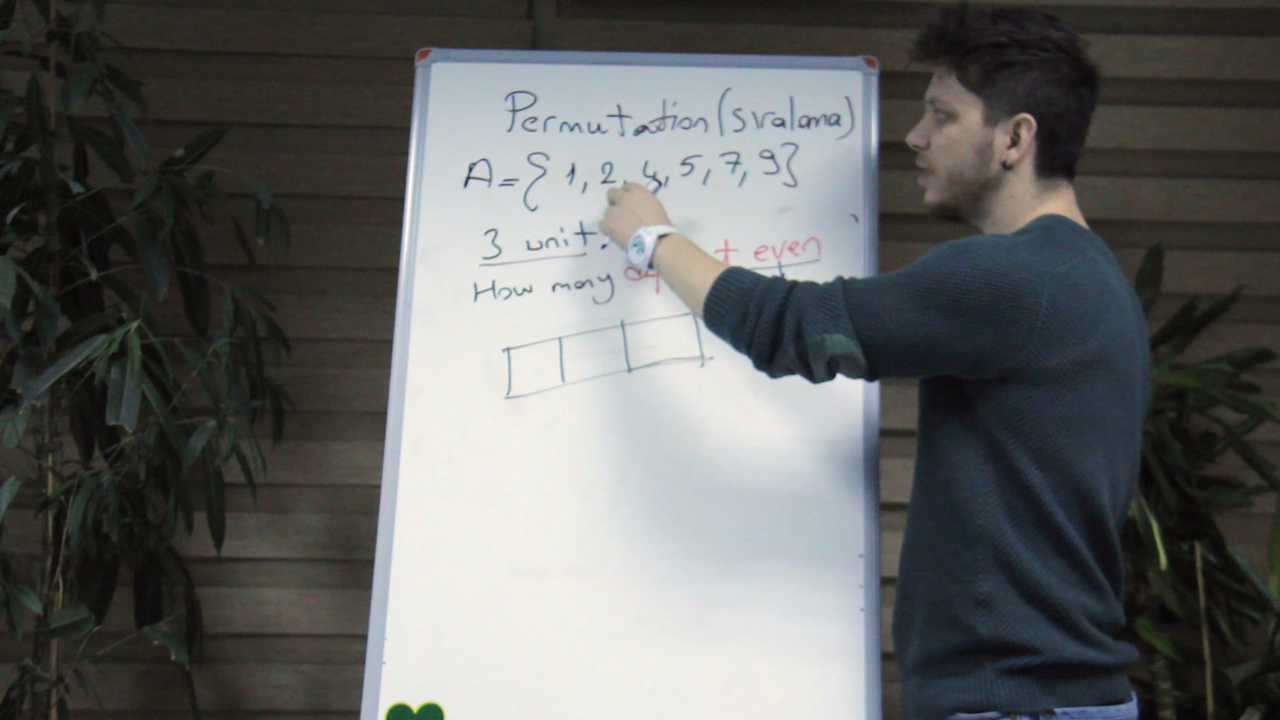 Permutation (Sıralama)
A = { 1, 2, 4, 5, 7, 9}
3 unit.
even
How many